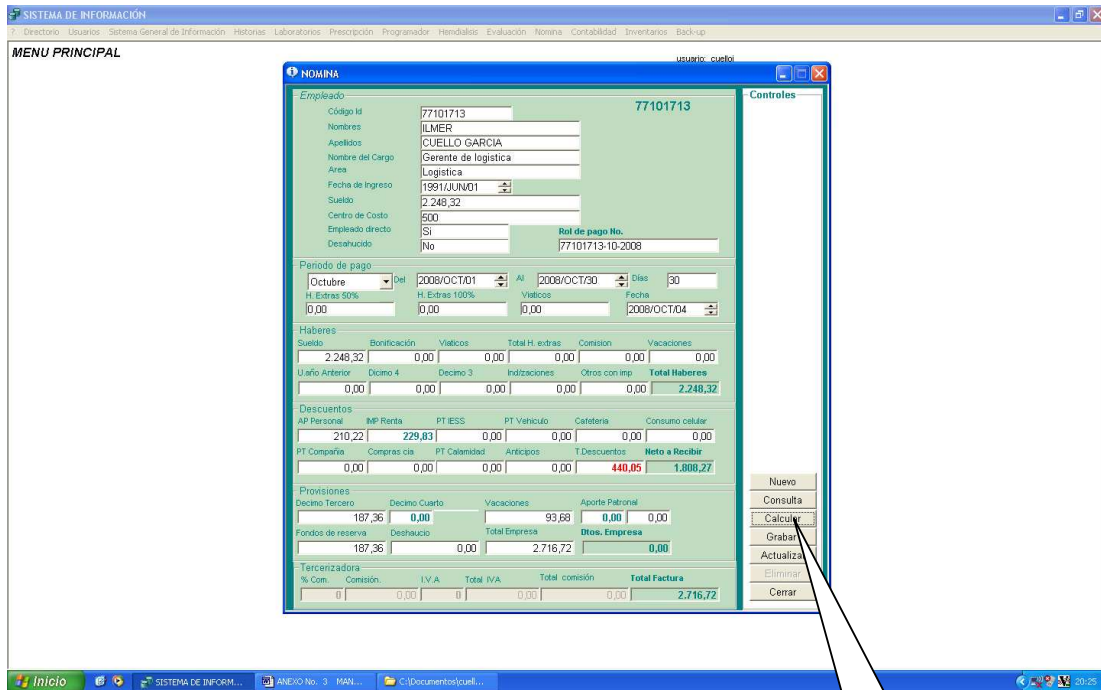 SISTEMA DE INFORMACIÓN
? Directorio Usuarios Sistema General de Información Historias Laboratorios Prescripción Programador Hemdialisis Evaluación Nomina Contabilidad Inventarios Back-up
MENU PRINCIPAL
usuario: cuelloi
NOMINA
Empleado
77101713
Controles
Código Id 77101713
Nombres ILMER
Apellidos CUELLO GARCIA
Nombre del Cargo Gerente de logistica
Area Logistica
Fecha de Ingreso 1991/JUN/01
Sueldo 2.248,32
Centro de Costo 500
Empleado directo Si Rol de pago No.
Desahucido No 77101713-10-2008
Periodo de pago
Octubre Del 2008/OCT/01 Al 2008/OCT/30 Dias 30
H. Extras 50% H. Extras 100% Viaticos Fecha
0,00 0,00 0,00 2008/OCT/04
Haberes
Sueldo Bonificación Viaticos Total H. extras Comision Vacaciones
2.248,32 0,00 0,00 0,00 0,00 0,00
U.año Anterior Dicimo 4 Decimo 3 Ind/zaciones Otros con imp Total Haberes
0,00 0,00 0,00 0,00 0,00 2.248,32
Descuentos
AP Personal IMP Renta PT IESS PT Vehiculo Cafeteria Consumo celular
210,22 229,83 0,00 0,00 0,00 0,00
PT Compañia Compras cia PT Calamidad Anticipos T.Descuentos Neto a Recibir
0,00 0,00 0,00 0,00 440,05 1.808,27
Provisiones
Decimo Tercero Decimo Cuarto Vacaciones Aporte Patronal
187,36 0,00 93,68 0,00 0,00
Fondos de reserva Deshaucio Total Empresa Dtos. Empresa
187,36 0,00 2.716,72 0,00
Tercerizadora
% Com. Comisión. I.V.A Total IVA Total comisión Total Factura
0 0,00 0 0,00 0,00 2.716,72
Nuevo
Consulta
Calcular
Grabar
Actualiza
Eliminar
Cerrar
Inicio SISTEMA DE INFORM... ANEXO No. 3 MAN... C:\Documentos\cuell... 20:25